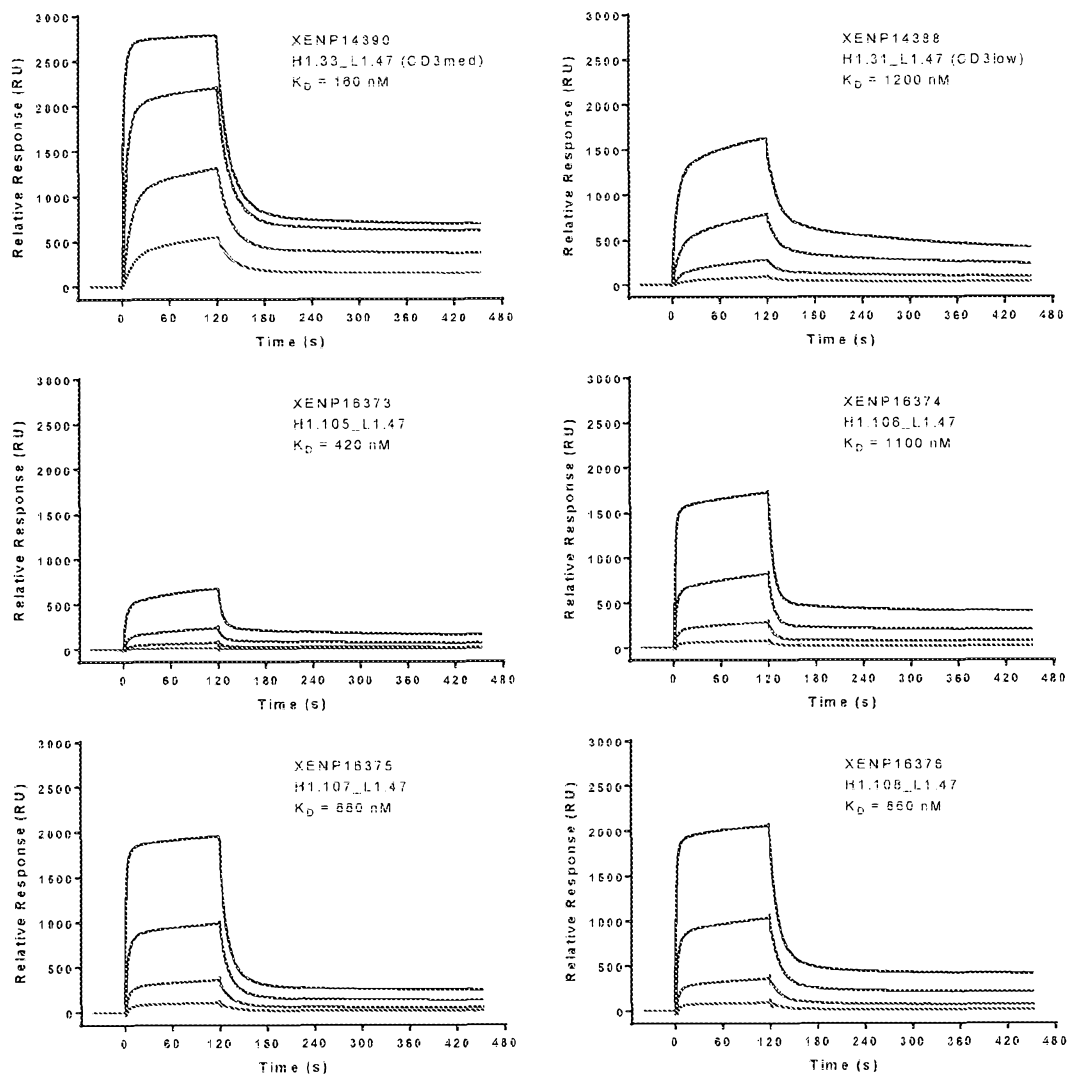 XENP14390
H1.33_L1.47 (CD3med)
K_D = 160 nM
Relative Response (RU)
3000
2500
2000
1500
1000
500
0
0 60 120 180 240 300 360 420 480
Time (s)
XENP14388
H1.31_L1.47 (CD3low)
K_D = 1200 nM
Relative Response (RU)
3000
2500
2000
1500
1000
500
0
0 60 120 180 240 300 360 420 480
Time (s)
XENP16373
H1.105_L1.47
K_D = 420 nM
Relative Response (RU)
3000
2500
2000
1500
1000
500
0
0 60 120 180 240 300 360 420 480
Time (s)
XENP16374
H1.106_L1.47
K_D = 1100 nM
Relative Response (RU)
3000
2500
2000
1500
1000
500
0
0 60 120 180 240 300 360 420 480
Time (s)
XENP16375
H1.107_L1.47
K_D = nM
Relative Response (RU)
3000
2500
2000
1500
1000
500
0
0 60 120 180 240 300 360 420 480
Time (s)
XENP16376
H1.108_L1.47
K_D = nM
Relative Response (RU)
3000
2500
2000
1500
1000
500
0
0 60 120 180 240 300 360 420 480
Time (s)